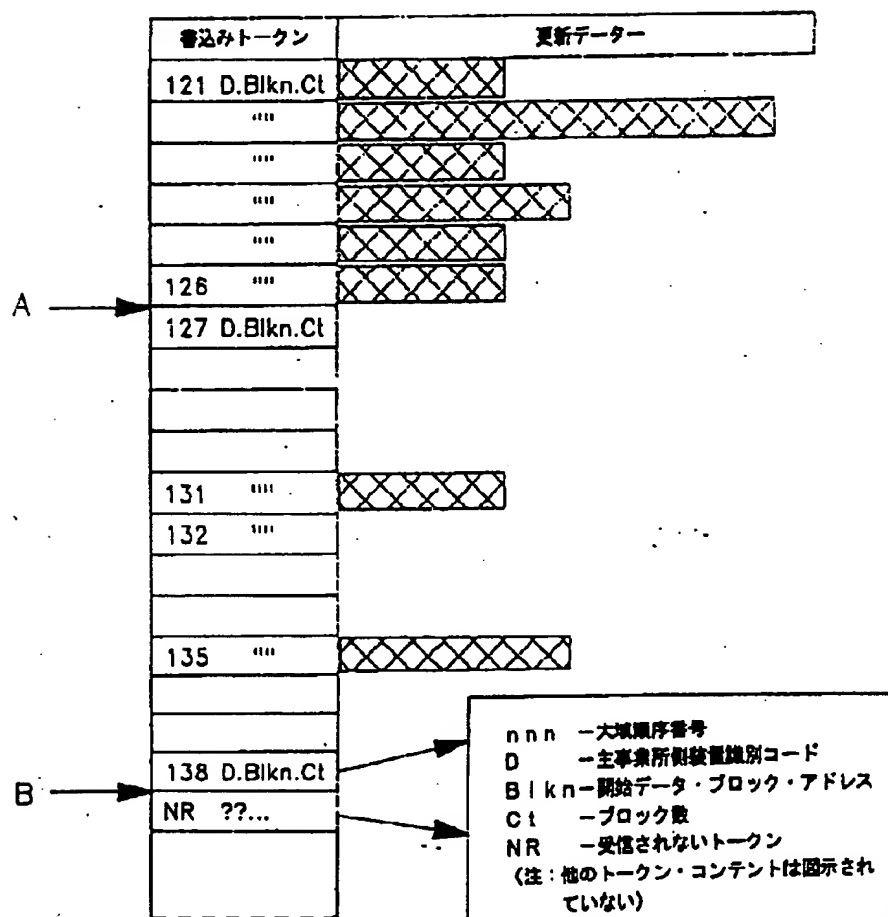 書込みトークン 更新データー
121 D.Blkn.Ct
""
""
""
""
126 ""
A
127 D.Blkn.Ct
131 ""
132 ""
135 ""
138 D.Blkn.Ct
B
NR ??...
nnn －大域順序番号
D －主事業所側装置識別コード
Blkn－開始データ・ブロック・アドレス
Ct －ブロック数
NR －受信されないトークン
（注：他のトークン・コンテントは図示され
ていない）